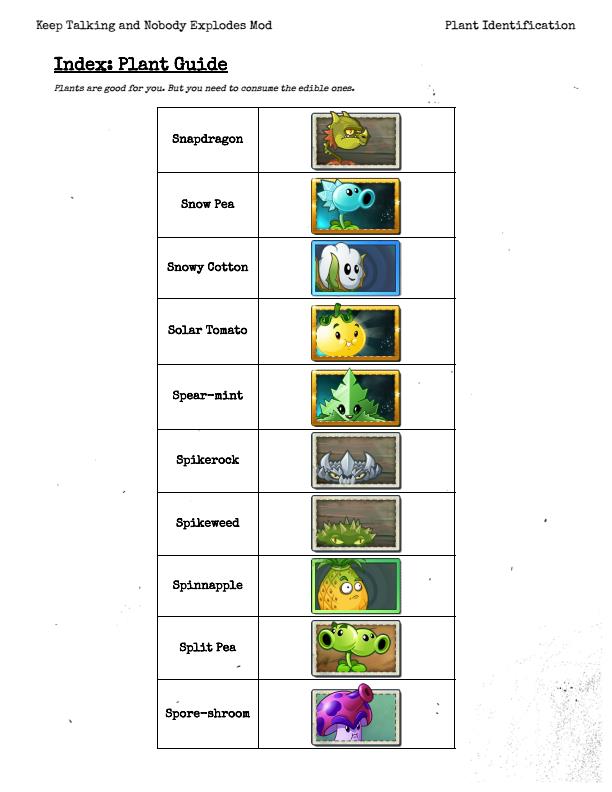 Keep Talking and Nobody Explodes Mod Plant Identification
Index: Plant Guide
Plants are good for you. But you need to consume the edible ones.
Snapdragon
Snow Pea
Snowy Cotton
Solar Tomato
Spear-mint
Spikerock
Spikeweed
Spinnapple
Split Pea
Spore-shroom